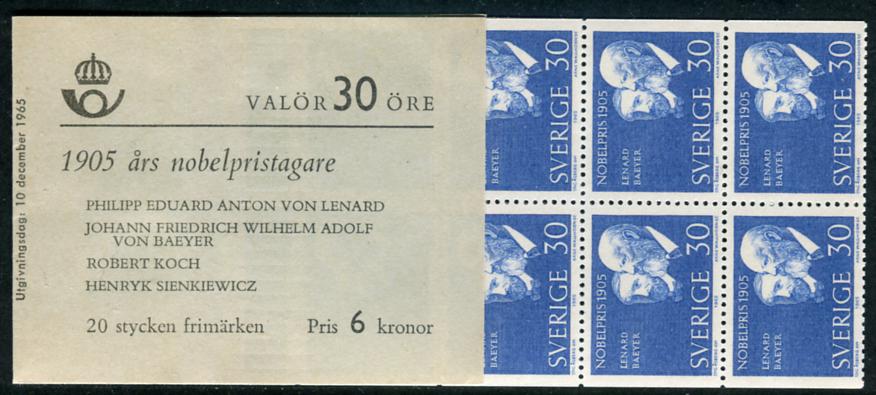 Utgivningsdag: 10 december 1965
VALÖR 30 ÖRE
1905 års nobelpristagare
PHILIPP EDUARD ANTON VON LENARD
JOHANN FRIEDRICH WILHELM ADOLF
VON BAEYER
ROBERT KOCH
HENRYK SIENKIEWICZ
20 stycken frimärken Pris 6 kronor
LENARD
BAEYER
SVERIGE 30
NOBELPRIS 1905
LENARD
BAEYER
SVERIGE 30
NOBELPRIS 1905
LENARD
BAEYER
SVERIGE 30
LENARD
BAEYER
SVERIGE 30
NOBELPRIS 1905
LENARD
BAEYER
SVERIGE 30
NOBELPRIS 1905
LENARD
BAEYER
SVERIGE 30